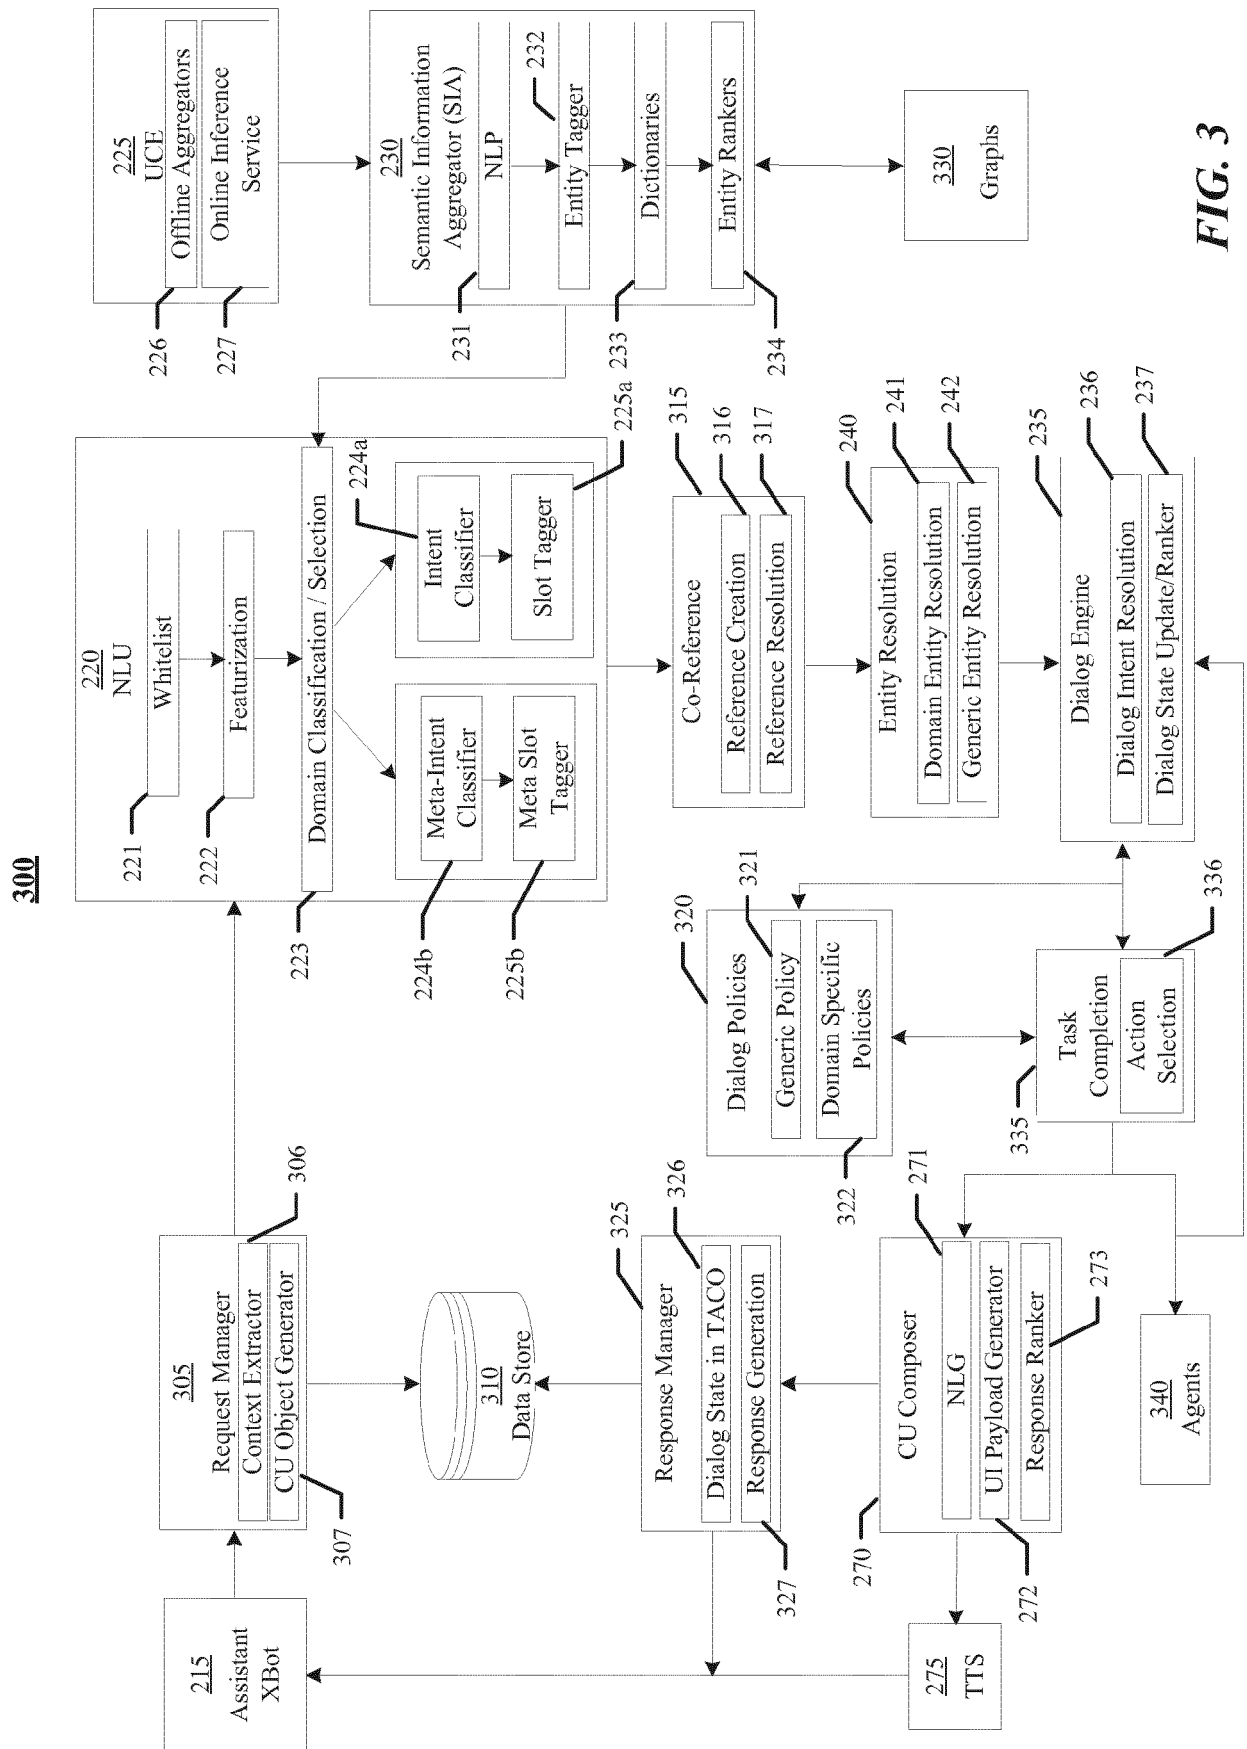 300
215
Assistant
XBot
305
Request Manager
Context Extractor
CU Object Generator
306
307
310
Data Store
220
NLU
221
Whitelist
222
Featurization
223
Domain Classification / Selection
224b
Meta-Intent
Classifier
225b
Meta Slot
Tagger
224a
Intent
Classifier
225a
Slot Tagger
225
UCE
226
Offline Aggregators
227
Online Inference
Service
230
Semantic Information
Aggregator (SIA)
231
NLP
232
Entity Tagger
233
Dictionaries
234
Entity Rankers
330
Graphs
315
Co-Reference
316
Reference Creation
317
Reference Resolution
240
Entity Resolution
241
Domain Entity Resolution
242
Generic Entity Resolution
235
Dialog Engine
236
Dialog Intent Resolution
237
Dialog State Update/Ranker
320
Dialog Policies
321
Generic Policy
322
Domain Specific
Policies
335
Task
Completion
336
Action
Selection
325
Response Manager
326
Dialog State in TACO
327
Response Generation
270
CU Composer
271
NLG
272
UI Payload Generator
273
Response Ranker
275
TTS
340
Agents
FIG. 3